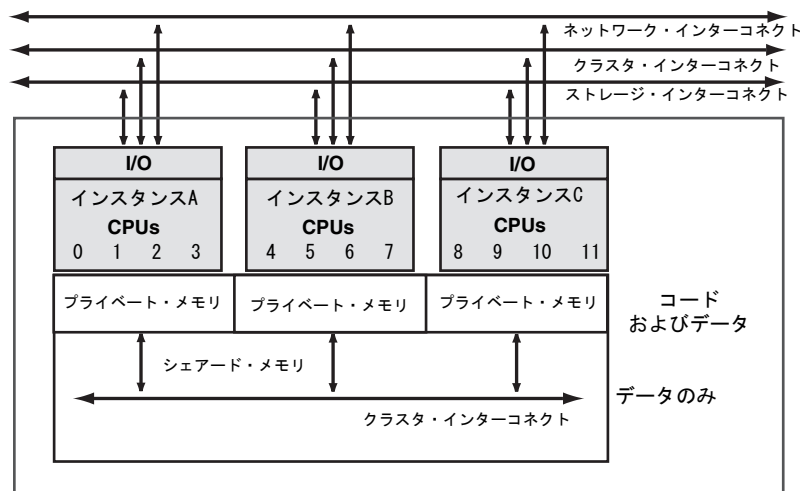 ネットワーク・インターコネクト
クラスタ・インターコネクト
ストレージ・インターコネクト
I/O
インスタンスA
CPUs
0 1 2 3
I/O
インスタンスB
CPUs
4 5 6 7
I/O
インスタンスC
CPUs
8 9 10 11
プライベート・メモリ
プライベート・メモリ
プライベート・メモリ
コード
およびデータ
シェアード・メモリ
データのみ
クラスタ・インターコネクト